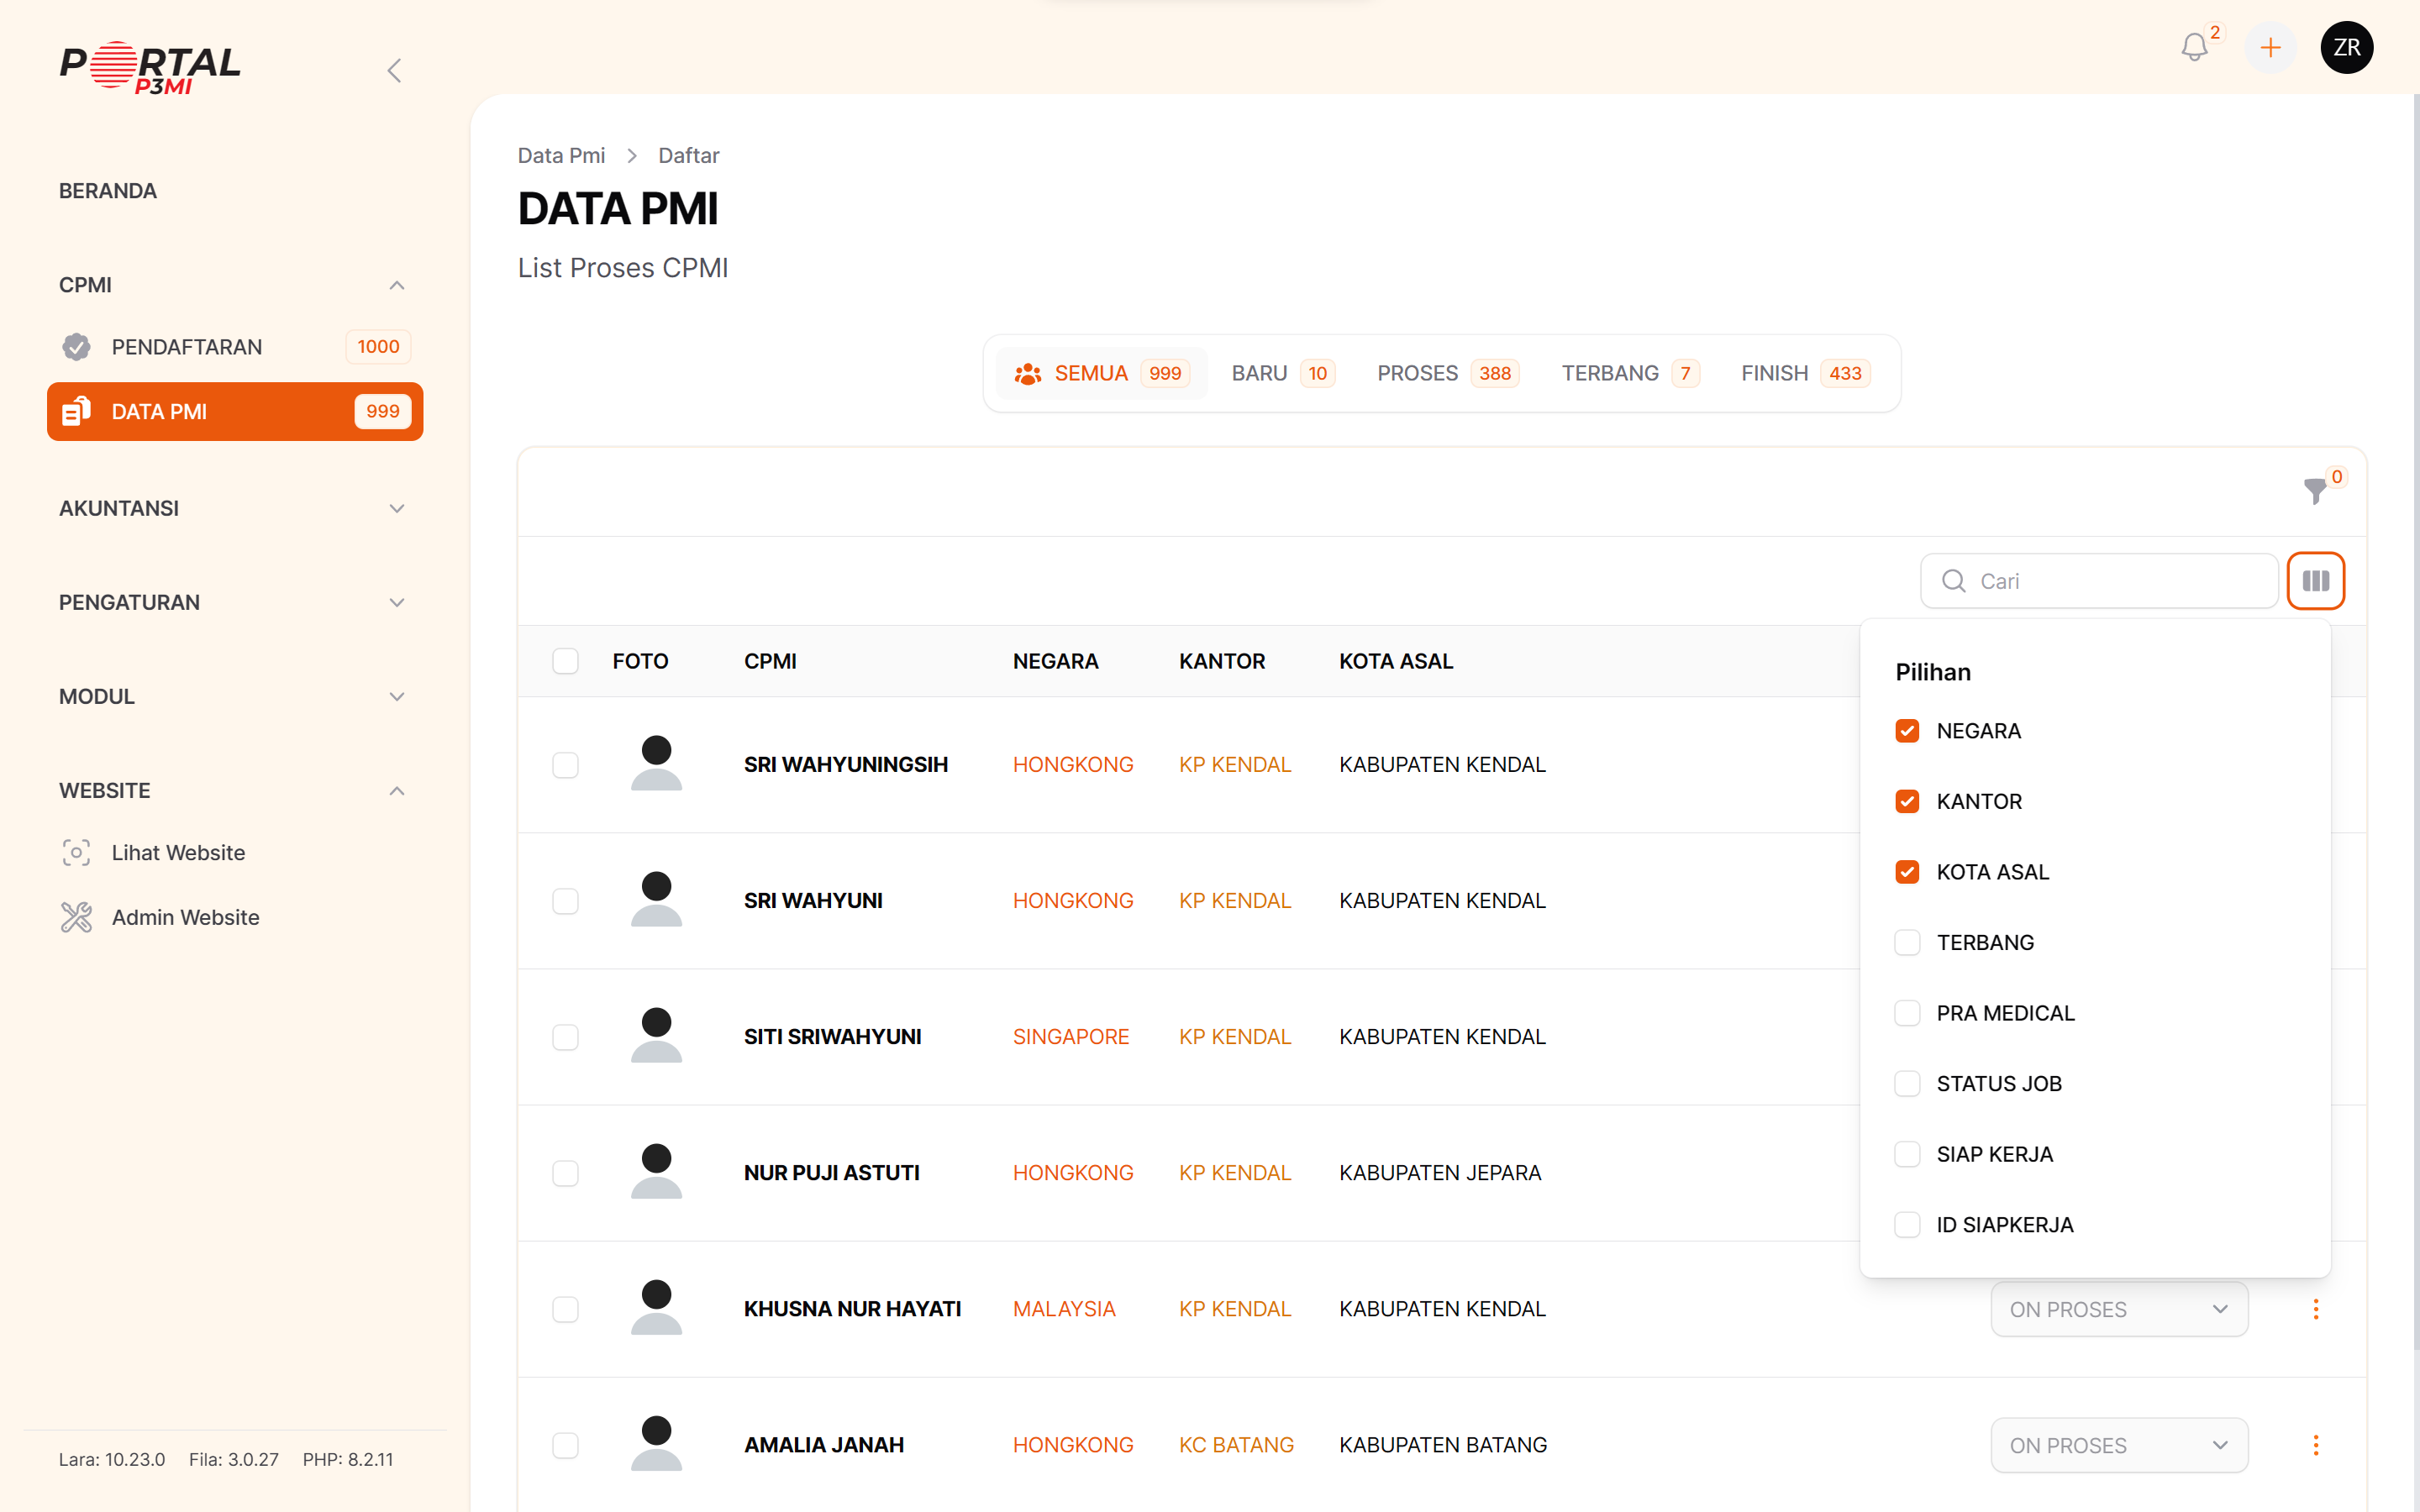 PORTAL
P3MI
2
ZR
BERANDA
CPMI
PENDAFTARAN 1000
DATA PMI 999
AKUNTANSI
PENGATURAN
MODUL
WEBSITE
Lihat Website
Admin Website
Lara: 10.23.0 Fila: 3.0.27 PHP: 8.2.11
Data Pmi > Daftar
DATA PMI
List Proses CPMI
SEMUA 999 BARU 10 PROSES 388 TERBANG 7 FINISH 433
0
Cari
FOTO CPMI NEGARA KANTOR KOTA ASAL
SRI WAHYUNINGSIH HONGKONG KP KENDAL KABUPATEN KENDAL
SRI WAHYUNI HONGKONG KP KENDAL KABUPATEN KENDAL
SITI SRIWAHYUNI SINGAPORE KP KENDAL KABUPATEN KENDAL
NUR PUJI ASTUTI HONGKONG KP KENDAL KABUPATEN JEPARA
KHUSNA NUR HAYATI MALAYSIA KP KENDAL KABUPATEN KENDAL ON PROSES
AMALIA JANAH HONGKONG KC BATANG KABUPATEN BATANG ON PROSES
Pilihan
NEGARA
KANTOR
KOTA ASAL
TERBANG
PRA MEDICAL
STATUS JOB
SIAP KERJA
ID SIAPKERJA